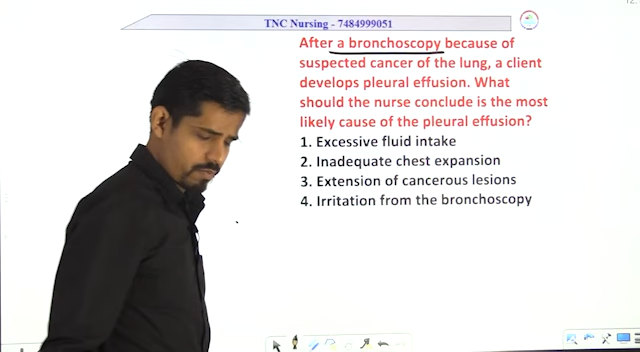 TNC Nursing - 7484999051
12:
After a bronchoscopy because of
suspected cancer of the lung, a client
develops pleural effusion. What
should the nurse conclude is the most
likely cause of the pleural effusion?
1. Excessive fluid intake
2. Inadequate chest expansion
3. Extension of cancerous lesions
4. Irritation from the bronchoscopy